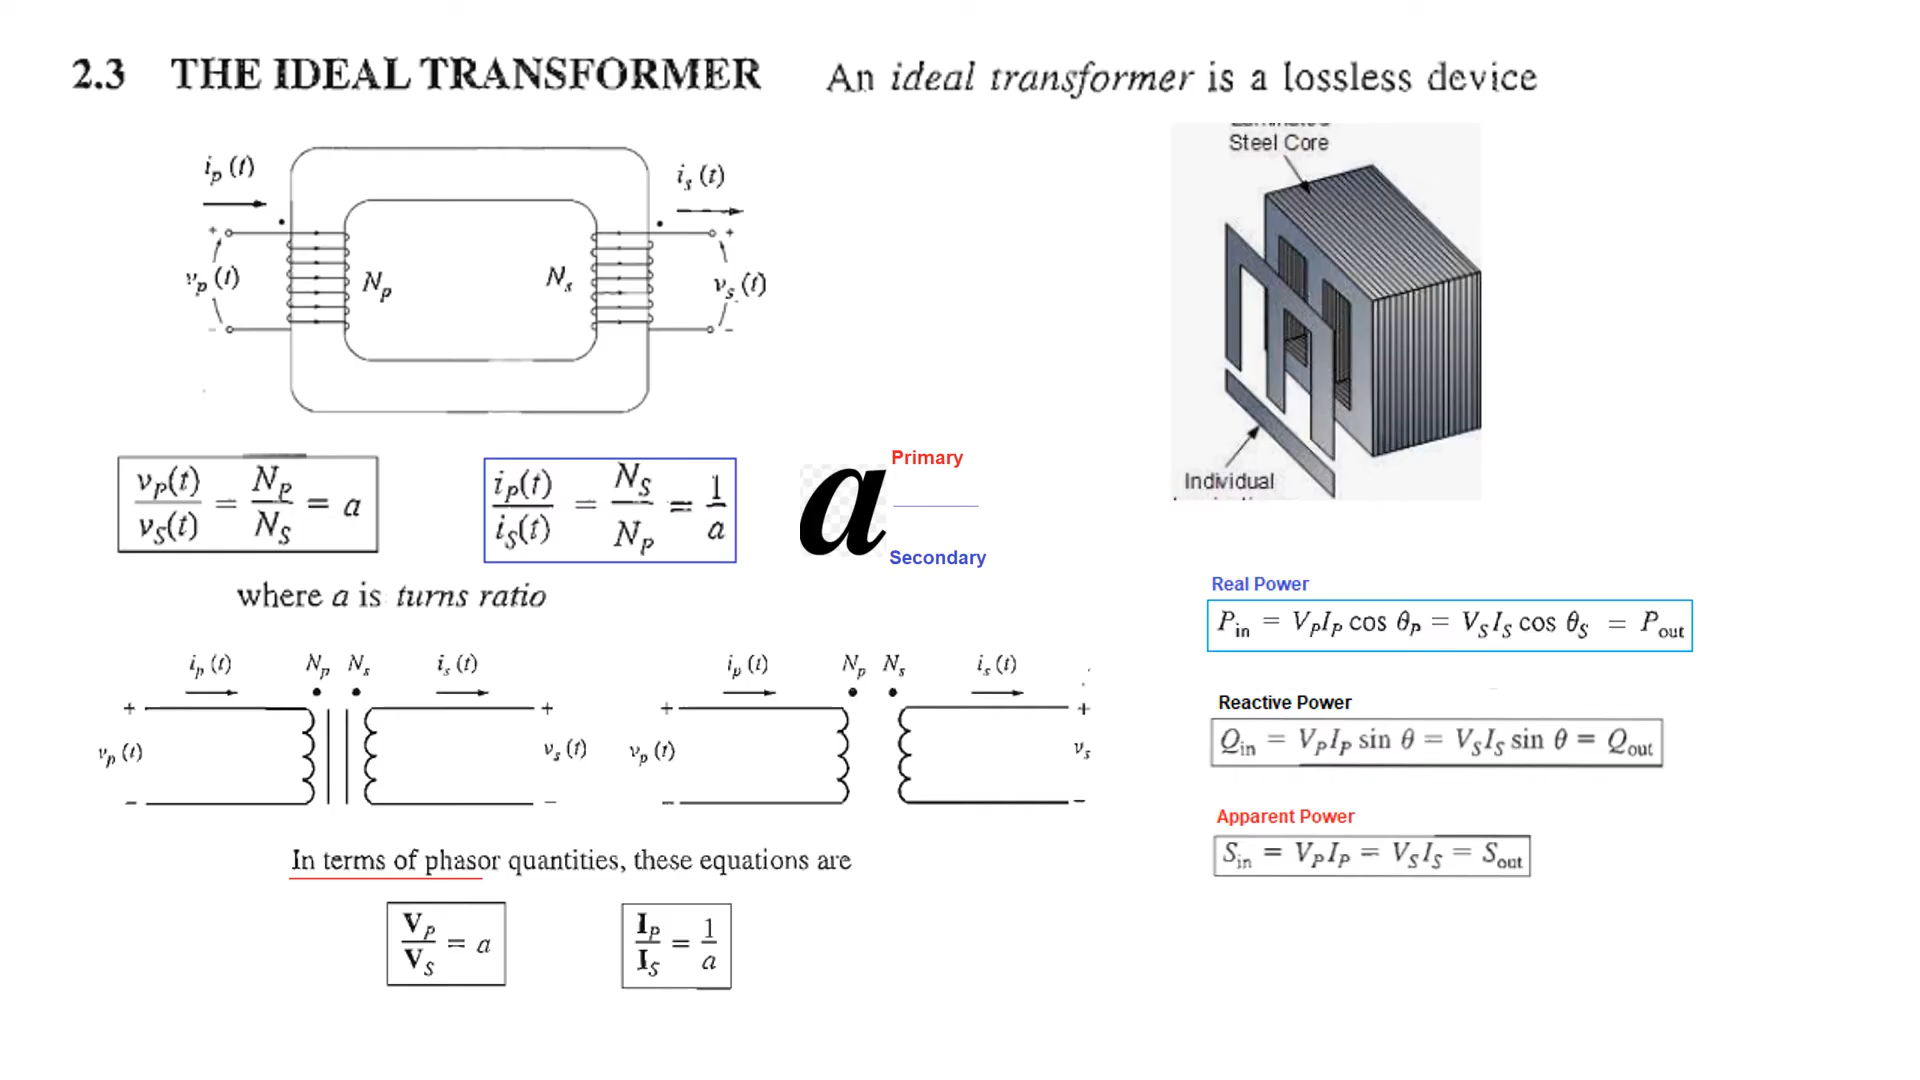 2.3 THE IDEAL TRANSFORMER An ideal transformer is a lossless device
Steel Core
i_p (t)
i_s (t)
+
+
v_p (t)
N_p
N_s
v_s (t)
-
-
Individual
v_P(t) / v_S(t) = N_P / N_S = a
i_P(t) / i_S(t) = N_S / N_P = 1 / a
a
Primary
Secondary
where a is turns ratio
Real Power
P_in = V_P I_P cos θ_P = V_S I_S cos θ_S = P_out
i_p (t) N_p N_s i_s (t)
+ +
v_p (t) v_s (t)
- -
i_p (t) N_p N_s i_s (t)
+ +
v_p (t) v_s
- -
Reactive Power
Q_in = V_P I_P sin θ = V_S I_S sin θ = Q_out
Apparent Power
S_in = V_P I_P = V_S I_S = S_out
In terms of phasor quantities, these equations are
V_P / V_S = a
I_P / I_S = 1 / a